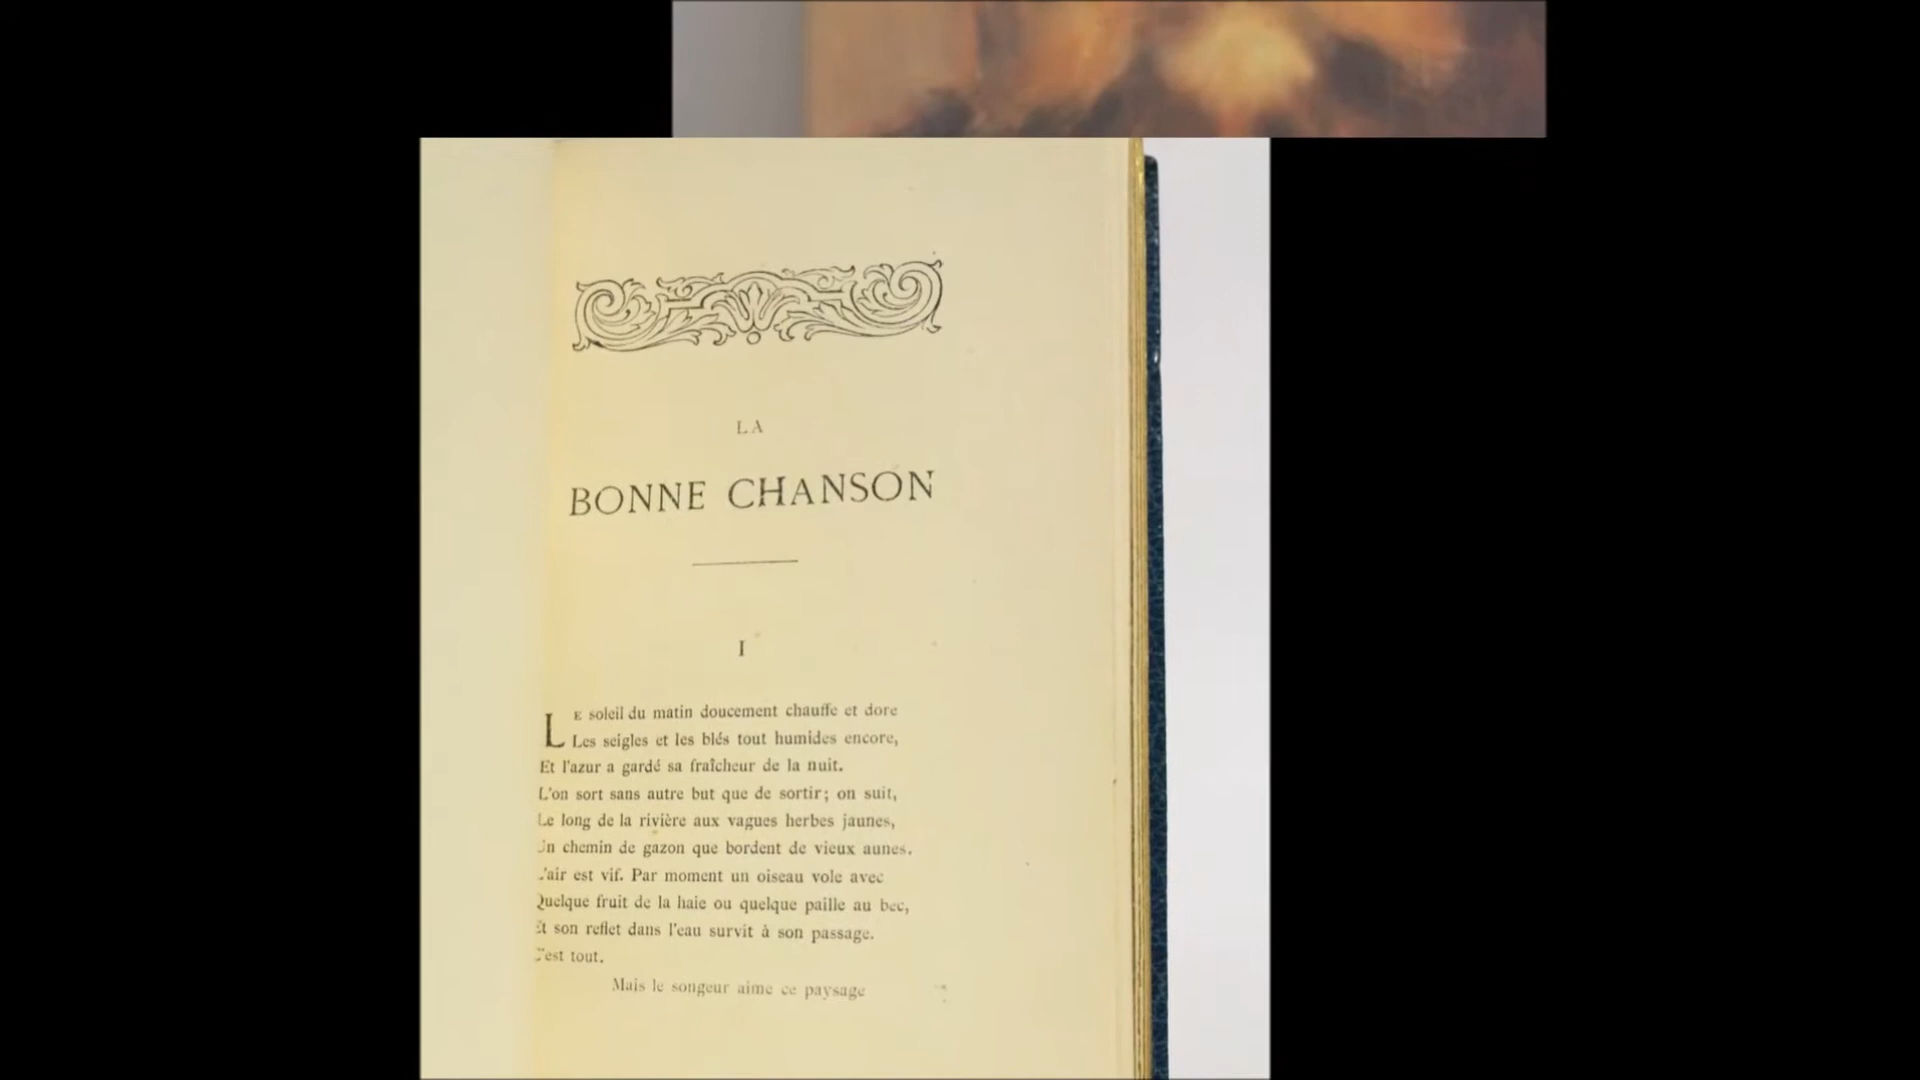 LA
BONNE CHANSON
I
LE soleil du matin doucement chauffe et dore
Les seigles et les blés tout humides encore,
Et l'azur a gardé sa fraîcheur de la nuit.
L'on sort sans autre but que de sortir; on suit,
Le long de la rivière aux vagues herbes jaunes,
Un chemin de gazon que bordent de vieux aunes.
L'air est vif. Par moment un oiseau vole avec
Quelque fruit de la haie ou quelque paille au bec,
Et son reflet dans l'eau survit à son passage.
C'est tout.
Mais le songeur aime ce paysage